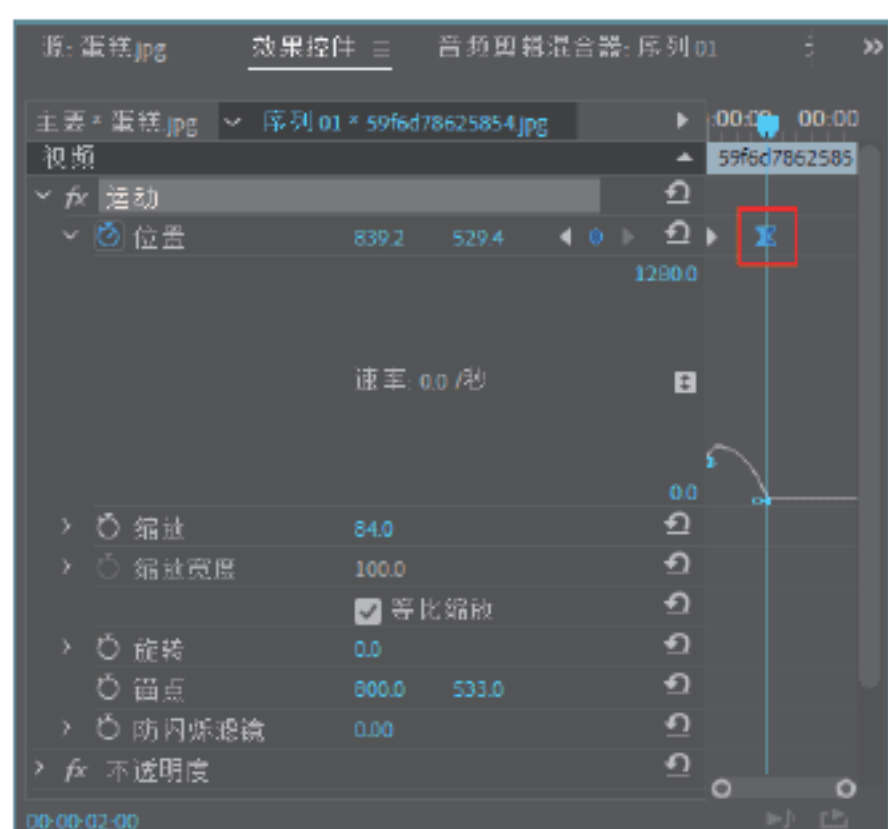 源: 蛋糕.jpg 效果控件 音频剪辑混合器: 序列 01
主要 * 蛋糕.jpg 序列 01 * 59f6d78625854.jpg :00:00 00:00
视频 59f6d7862585
fx 运动
位置 839.2 529.4
1280.0
速率: 0.0 /秒
0.0
缩放 84.0
缩放宽度 100.0
等比缩放
旋转 0.0
锚点 800.0 533.0
防闪烁滤镜 0.00
fx 不透明度
00:00:02:00